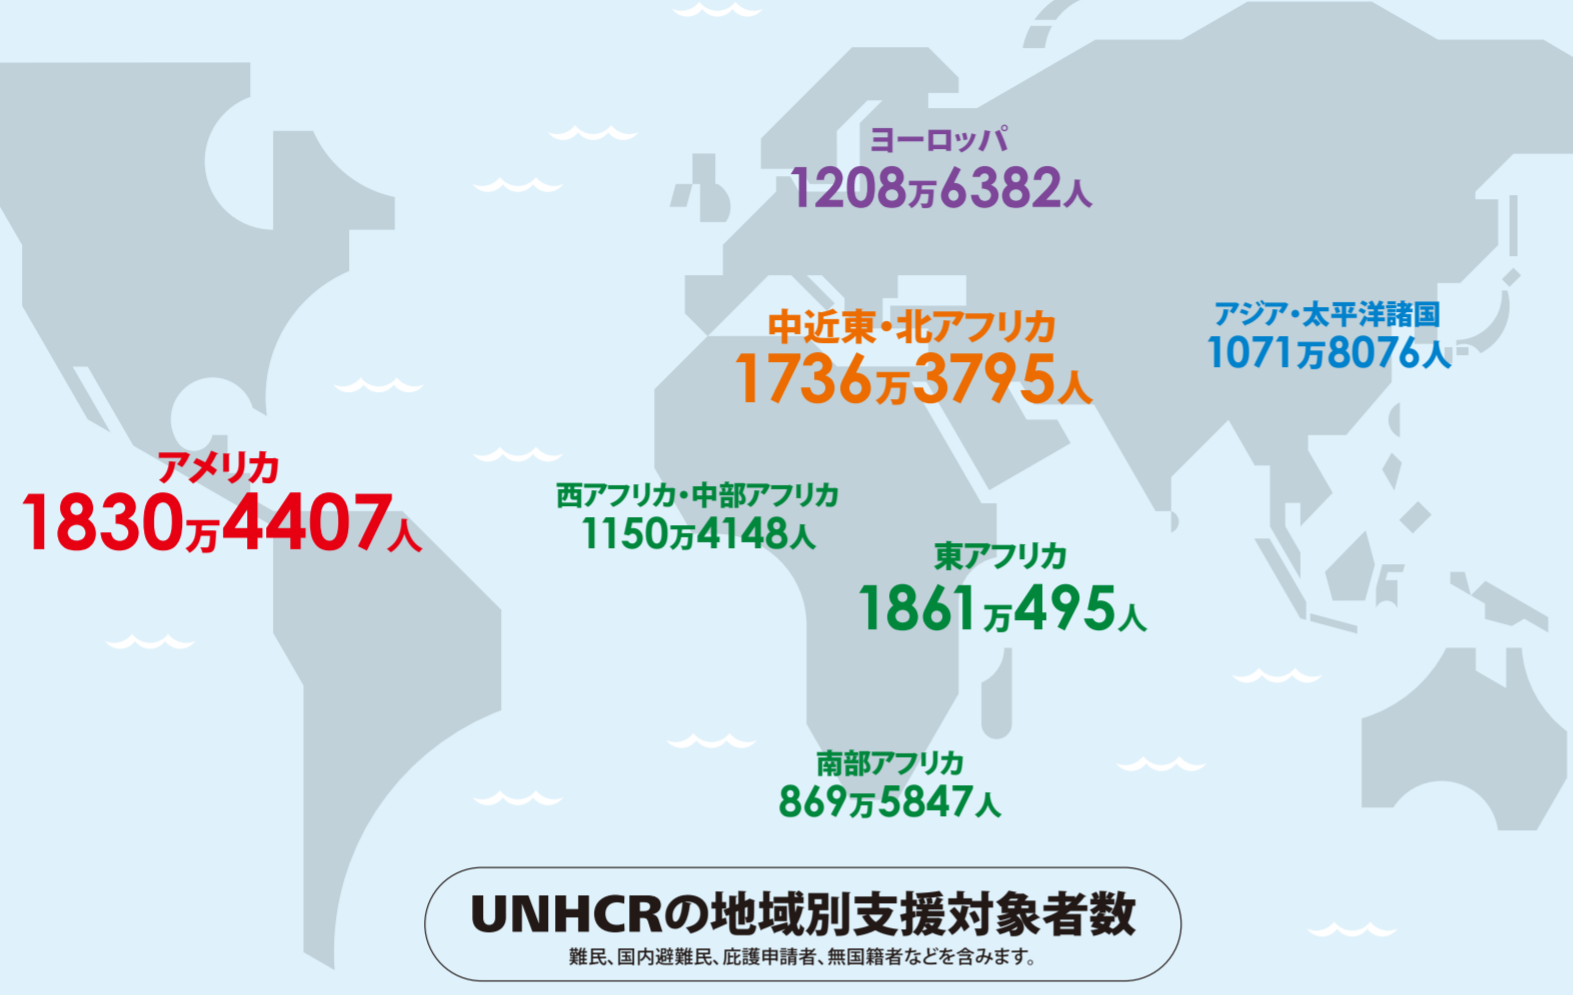 ヨーロッパ
1208万6382人
中近東・北アフリカ
1736万3795人
アジア・太平洋諸国
1071万8076人
アメリカ
1830万4407人
西アフリカ・中部アフリカ
1150万4148人
東アフリカ
1861万495人
南部アフリカ
869万5847人
UNHCRの地域別支援対象者数
難民、国内避難民、庇護申請者、無国籍者などを含みます。